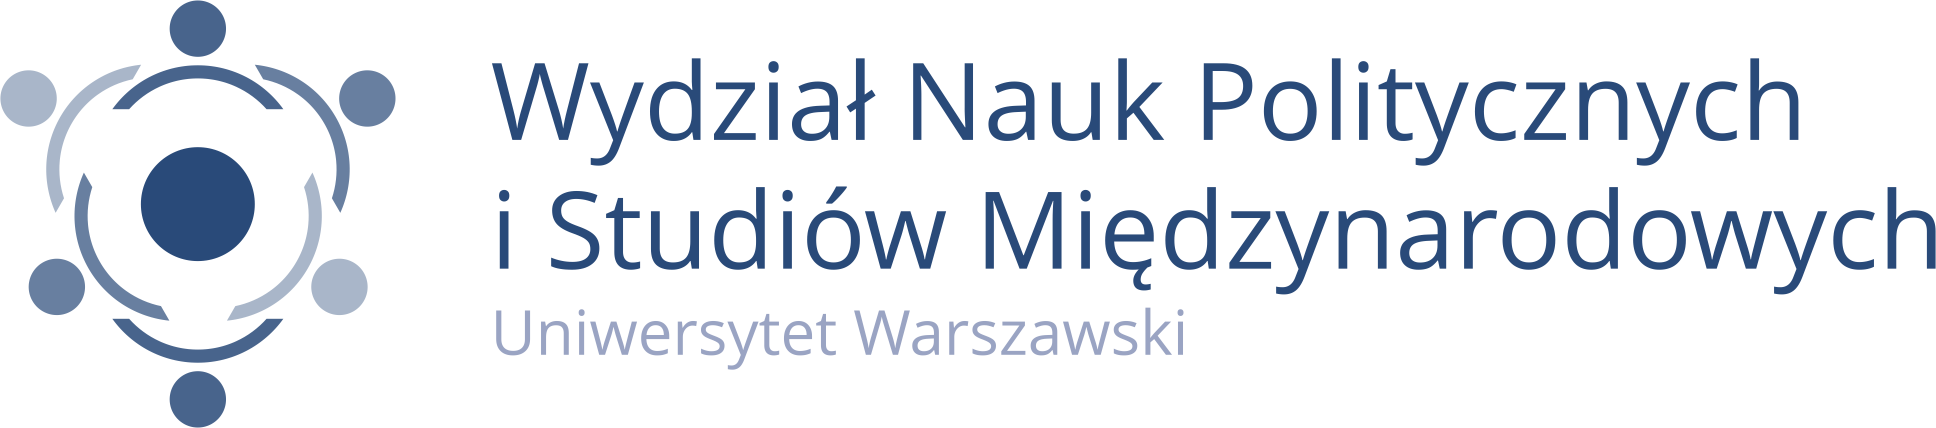 Wydział Nauk Politycznych
i Studiów Międzynarodowych
Uniwersytet Warszawski